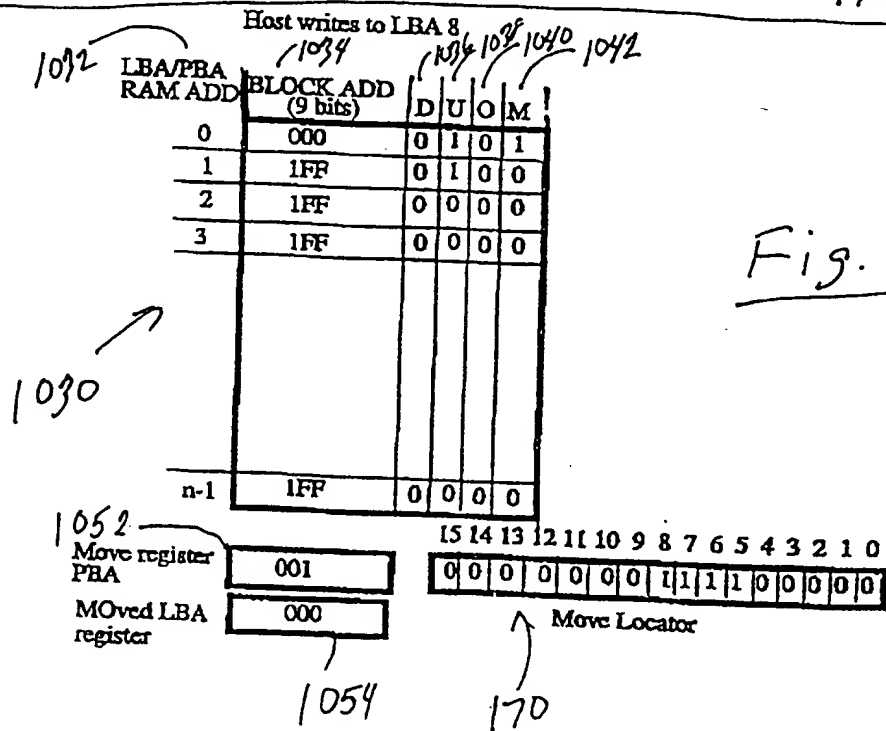 Host writes to LBA 8
1032 1034 1036 1038 1040 1042
LBA/PBA RAM ADD BLOCK ADD (9 bits) D U O M
0 000 0 1 0 1
1 1FF 0 1 0 0
2 1FF 0 0 0 0
3 1FF 0 0 0 0
Fig.
1030
n-1 1FF 0 0 0 0
1052
15 14 13 12 11 10 9 8 7 6 5 4 3 2 1 0
Move register PBA 001 0 0 0 0 0 0 0 1 1 1 1 0 0 0 0 0
MOved LBA register 000 Move Locator
1054 170